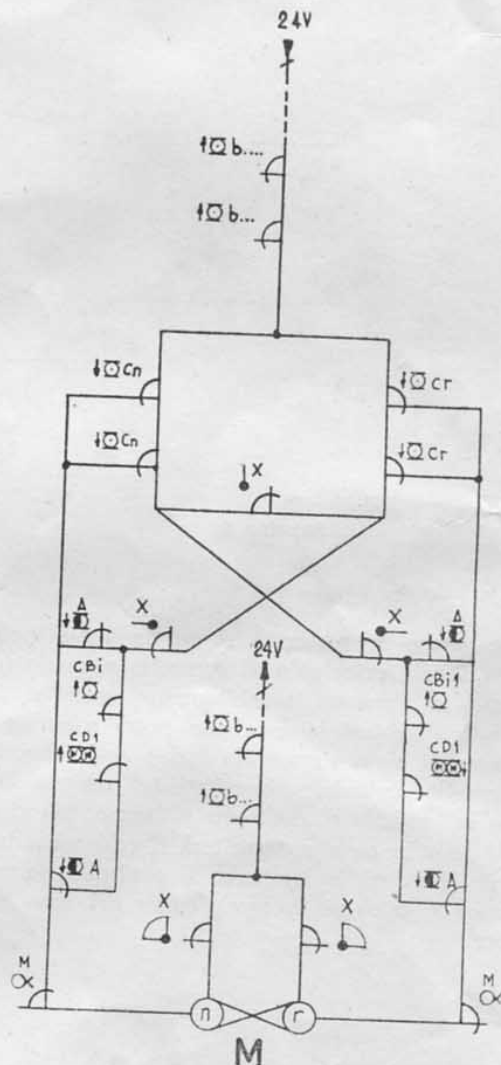 24V
b....
b....
Cn
Cr
Cn
Cr
X
Δ
X
X
Δ
CBi
24V
CBi1
CD1
b...
CD1
b...
A
A
X
X
M
M
n
r
M